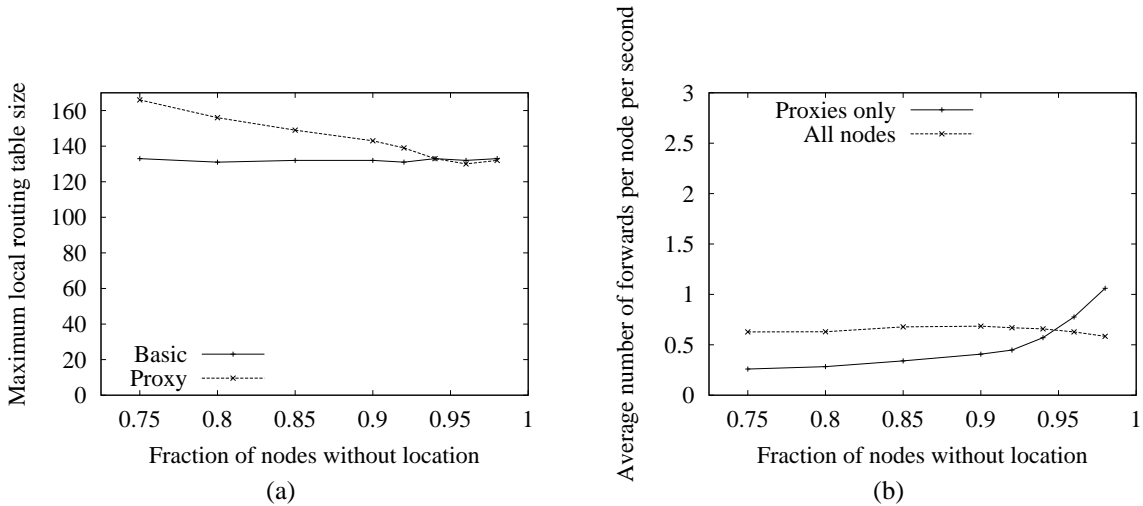 Maximum local routing table size
160
140
120
100
80
60
40
20
0
Basic
Proxy
0.75 0.8 0.85 0.9 0.95 1
Fraction of nodes without location
(a)
Average number of forwards per node per second
3
2.5
2
1.5
1
0.5
0
Proxies only
All nodes
0.75 0.8 0.85 0.9 0.95 1
Fraction of nodes without location
(b)